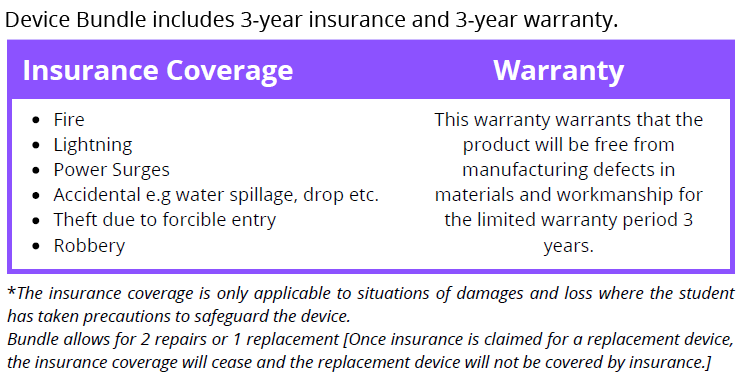 Device Bundle includes 3-year insurance and 3-year warranty.
Insurance Coverage
Warranty
• Fire
• Lightning
• Power Surges
• Accidental e.g water spillage, drop etc.
• Theft due to forcible entry
• Robbery
This warranty warrants that the
product will be free from
manufacturing defects in
materials and workmanship for
the limited warranty period 3
years.
*The insurance coverage is only applicable to situations of damages and loss where the student
has taken precautions to safeguard the device.
Bundle allows for 2 repairs or 1 replacement [Once insurance is claimed for a replacement device,
the insurance coverage will cease and the replacement device will not be covered by insurance.]